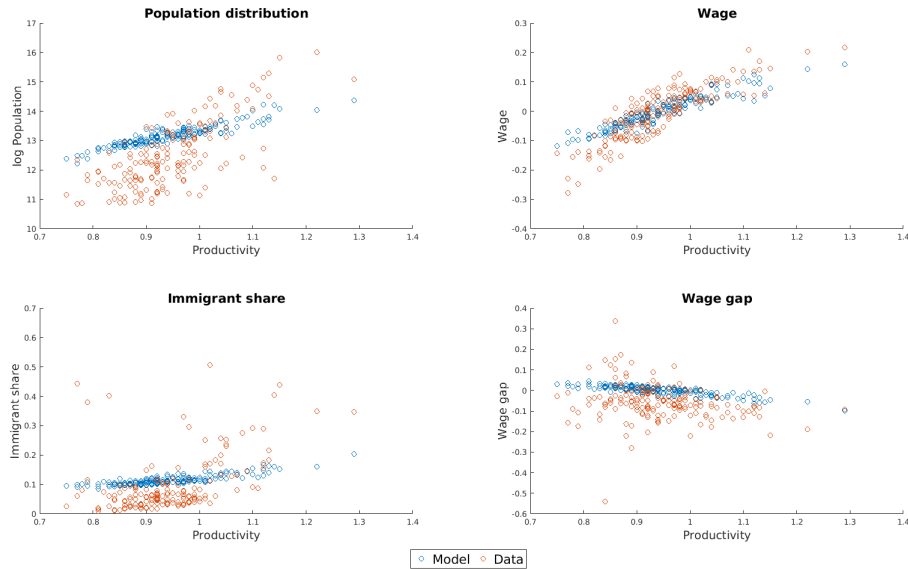 Population distribution
17
16
15
14
13
12
11
10
log Population
0.7 0.8 0.9 1 1.1 1.2 1.3 1.4
Productivity
Wage
0.3
0.2
0.1
0
-0.1
-0.2
-0.3
-0.4
Wage
0.7 0.8 0.9 1 1.1 1.2 1.3 1.4
Productivity
Immigrant share
0.7
0.6
0.5
0.4
0.3
0.2
0.1
0
Immigrant share
0.7 0.8 0.9 1 1.1 1.2 1.3 1.4
Productivity
Wage gap
0.4
0.3
0.2
0.1
0
-0.1
-0.2
-0.3
-0.4
-0.5
-0.6
Wage gap
0.7 0.8 0.9 1 1.1 1.2 1.3 1.4
Productivity
Model Data